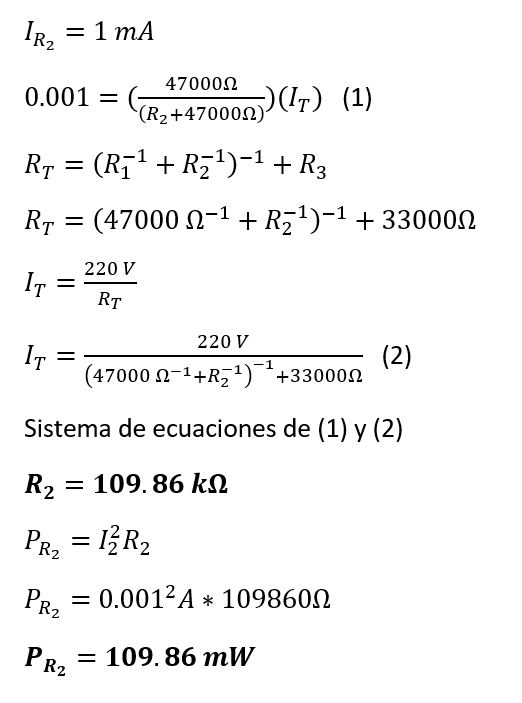 I_{R_2} = 1 mA
0.001 = (\frac{47000Ω}{(R_2+47000Ω)})(I_T) (1)
R_T = (R_1^{-1} + R_2^{-1})^{-1} + R_3
R_T = (47000 Ω^{-1} + R_2^{-1})^{-1} + 33000Ω
I_T = \frac{220 V}{R_T}
I_T = \frac{220 V}{(47000 Ω^{-1}+R_2^{-1})^{-1}+33000Ω} (2)
Sistema de ecuaciones de (1) y (2)
R_2 = 109.86 kΩ
P_{R_2} = I_2^2 R_2
P_{R_2} = 0.001^2 A * 109860Ω
P_{R_2} = 109.86 mW